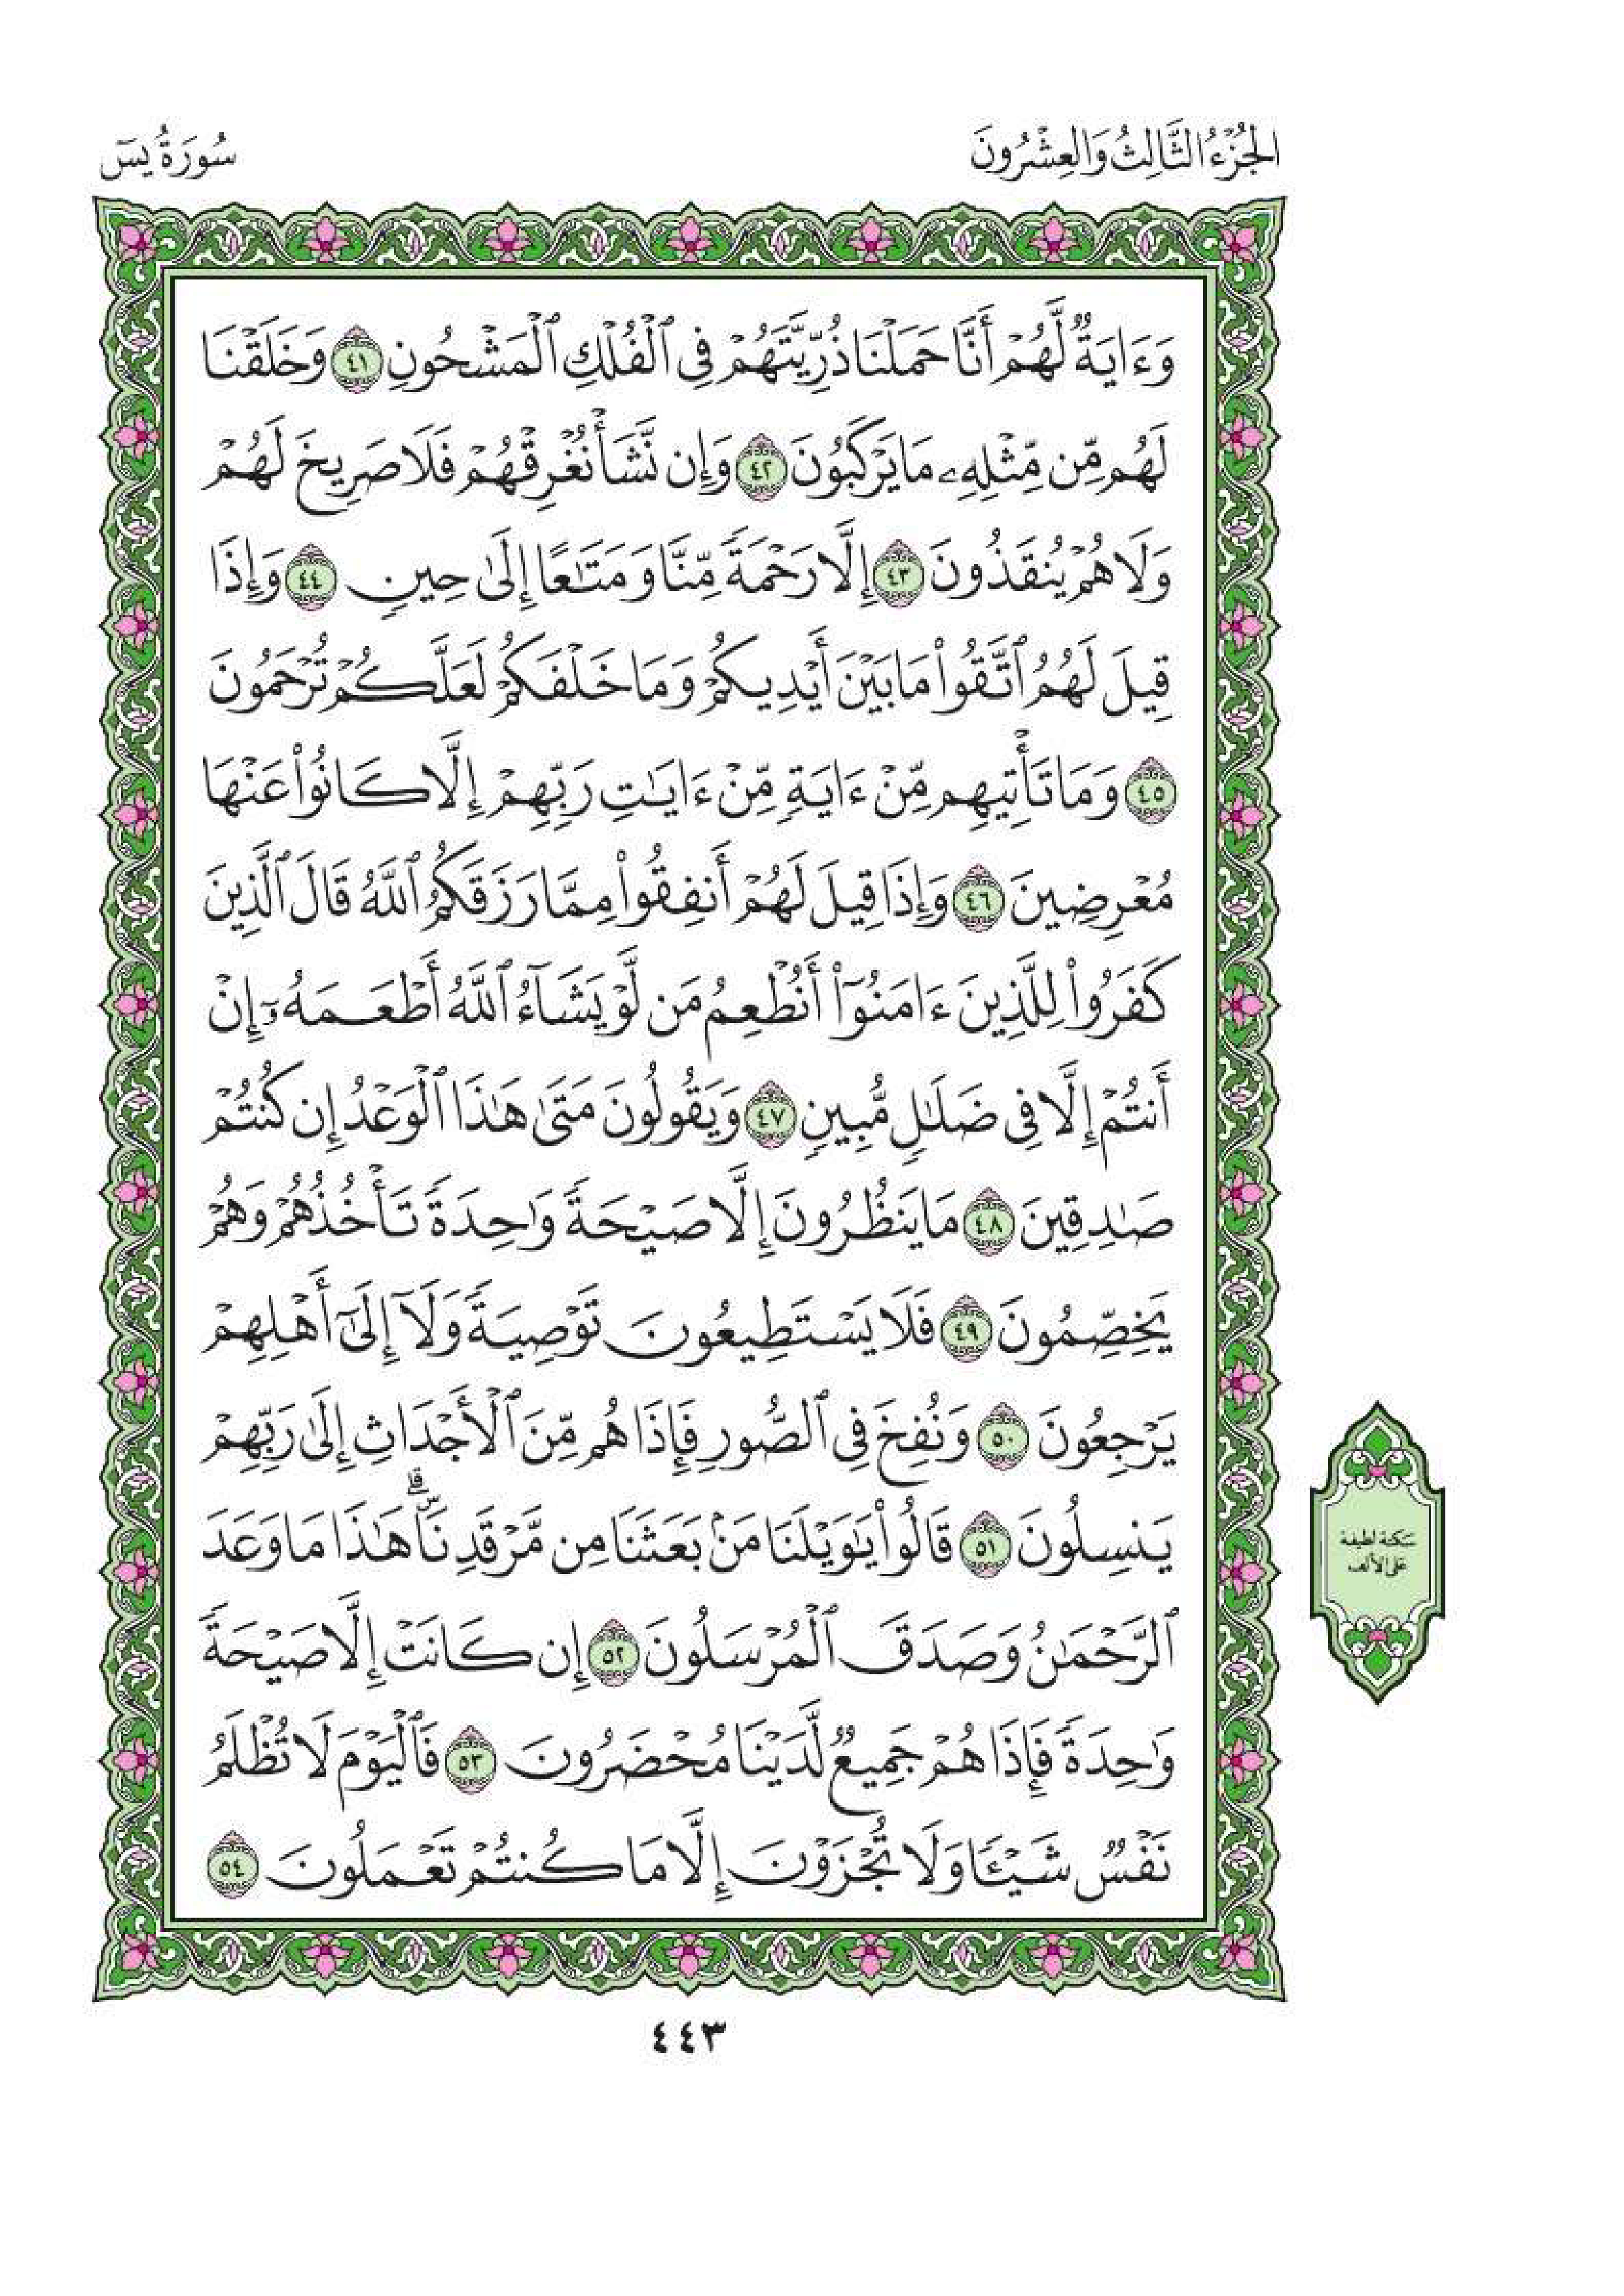 الجُزْءُ الثَّالِثُ وَالعِشْرُونَ
سُورَةُ يسٓ
وَءَايَةٌ لَّهُمْ أَنَّا حَمَلْنَا ذُرِّيَّتَهُمْ فِى ٱلْفُلْكِ ٱلْمَشْحُونِ ٤١ وَخَلَقْنَا
لَهُم مِّن مِّثْلِهِۦ مَا يَرْكَبُونَ ٤٢ وَإِن نَّشَأْ نُغْرِقْهُمْ فَلَا صَرِيخَ لَهُمْ
وَلَا هُمْ يُنقَذُونَ ٤٣ إِلَّا رَحْمَةً مِّنَّا وَمَتَٰعًا إِلَىٰ حِينٍ ٤٤ وَإِذَا
قِيلَ لَهُمُ ٱتَّقُوا۟ مَا بَيْنَ أَيْدِيكُمْ وَمَا خَلْفَكُمْ لَعَلَّكُمْ تُرْحَمُونَ
٤٥ وَمَا تَأْتِيهِم مِّنْ ءَايَةٍ مِّنْ ءَايَٰتِ رَبِّهِمْ إِلَّا كَانُوا۟ عَنْهَا
مُعْرِضِينَ ٤٦ وَإِذَا قِيلَ لَهُمْ أَنفِقُوا۟ مِمَّا رَزَقَكُمُ ٱللَّهُ قَالَ ٱلَّذِينَ
كَفَرُوا۟ لِلَّذِينَ ءَامَنُوٓا۟ أَنُطْعِمُ مَن لَّوْ يَشَآءُ ٱللَّهُ أَطْعَمَهُۥٓ إِنْ
أَنتُمْ إِلَّا فِى ضَلَٰلٍ مُّبِينٍ ٤٧ وَيَقُولُونَ مَتَىٰ هَٰذَا ٱلْوَعْدُ إِن كُنتُمْ
صَٰدِقِينَ ٤٨ مَا يَنظُرُونَ إِلَّا صَيْحَةً وَٰحِدَةً تَأْخُذُهُمْ وَهُمْ
يَخِصِّمُونَ ٤٩ فَلَا يَسْتَطِيعُونَ تَوْصِيَةً وَلَآ إِلَىٰٓ أَهْلِهِمْ
يَرْجِعُونَ ٥٠ وَنُفِخَ فِى ٱلصُّورِ فَإِذَا هُم مِّنَ ٱلْأَجْدَاثِ إِلَىٰ رَبِّهِمْ
يَنسِلُونَ ٥١ قَالُوا۟ يَٰوَيْلَنَا مَنۢ بَعَثَنَا مِن مَّرْقَدِنَاۜ ۗ هَٰذَا مَا وَعَدَ
ٱلرَّحْمَٰنُ وَصَدَقَ ٱلْمُرْسَلُونَ ٥٢ إِن كَانَتْ إِلَّا صَيْحَةً
وَٰحِدَةً فَإِذَا هُمْ جَمِيعٌ لَّدَيْنَا مُحْضَرُونَ ٥٣ فَٱلْيَوْمَ لَا تُظْلَمُ
نَفْسٌ شَيْـًٔا وَلَا تُجْزَوْنَ إِلَّا مَا كُنتُمْ تَعْمَلُونَ ٥٤
سكتة لطيفة
على الألف
٤٤٣